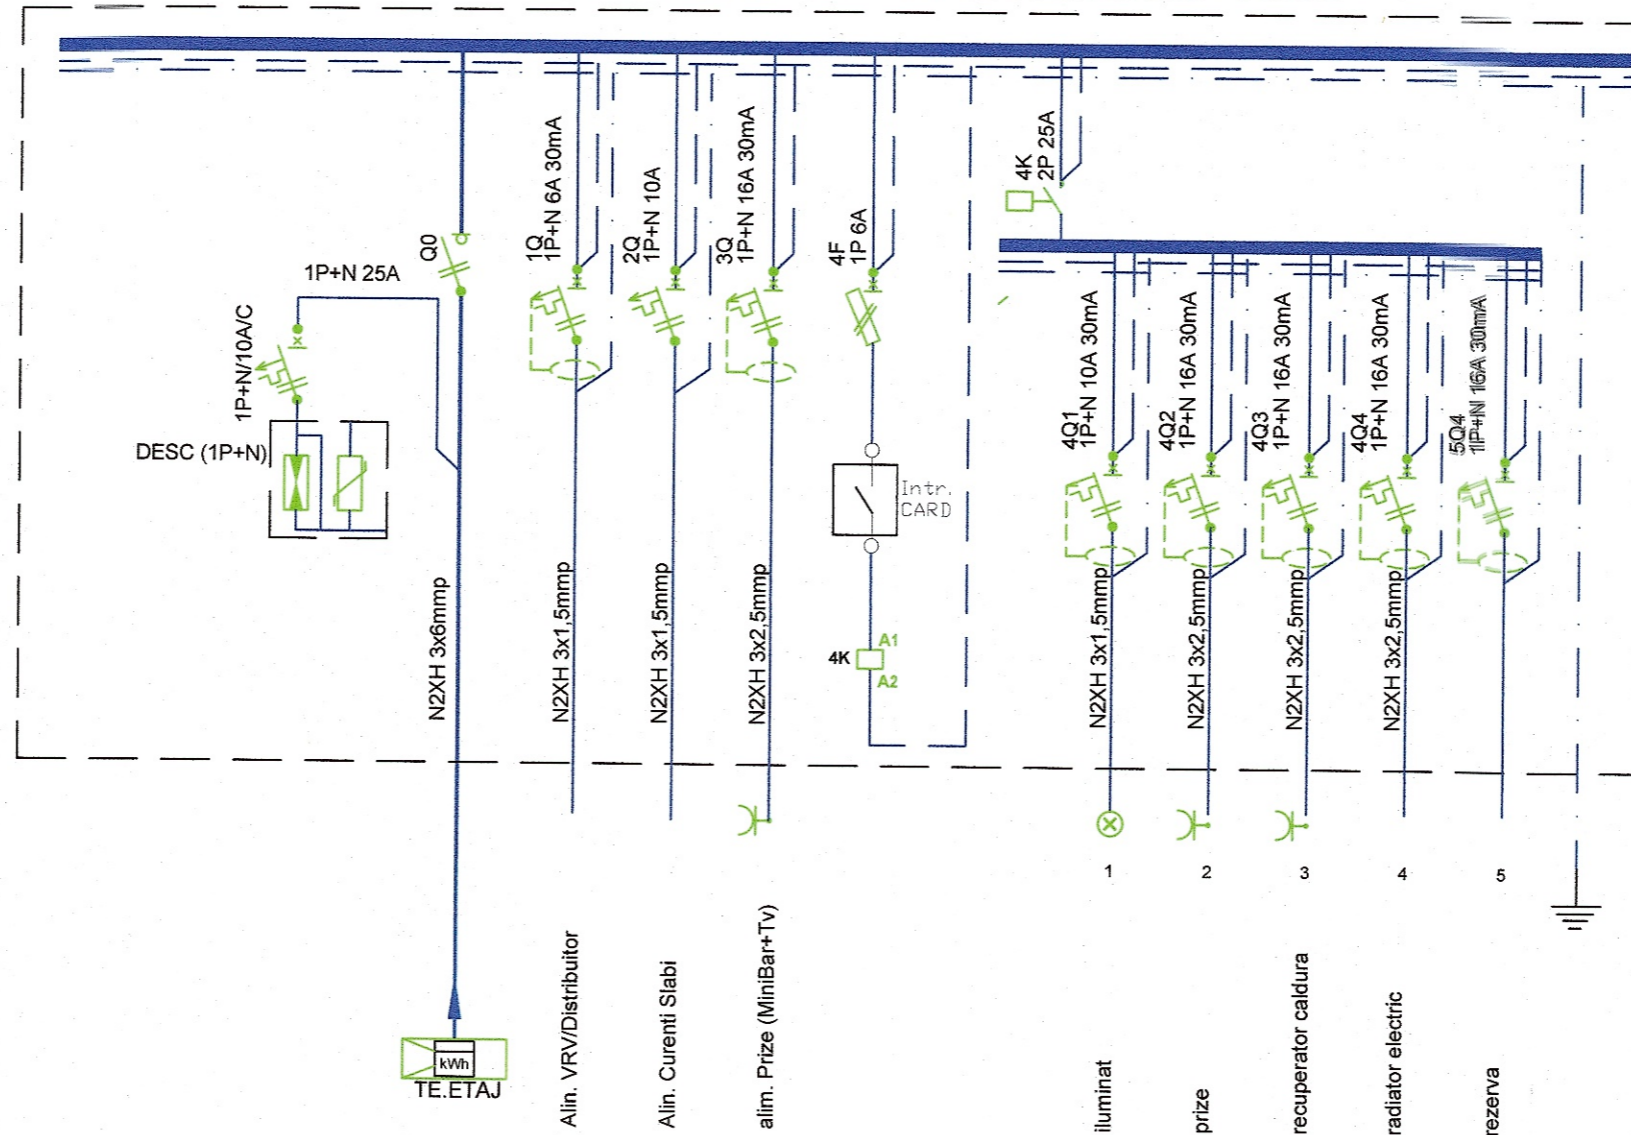 Q0
1P+N 25A
1P+N/10A/C
DESC (1P+N)
N2XH 3x6mmp
kWh
TE.ETAJ
1Q
1P+N 6A 30mA
N2XH 3x1,5mmp
Alin. VRV/Distribuitor
2Q
1P+N 10A
N2XH 3x1,5mmp
Alin. Curenti Slabi
3Q
1P+N 16A 30mA
N2XH 3x2,5mmp
alim. Prize (MiniBar+Tv)
4F
1P 6A
Intr.
CARD
4K
A1
A2
4K
2P 25A
4Q1
1P+N 10A 30mA
N2XH 3x1,5mmp
1
iluminat
4Q2
1P+N 16A 30mA
N2XH 3x2,5mmp
2
prize
4Q3
1P+N 16A 30mA
N2XH 3x2,5mmp
3
recuperator caldura
4Q4
1P+N 16A 30mA
N2XH 3x2,5mmp
4
radiator electric
5Q4
1P+N 16A 30mA
5
rezerva